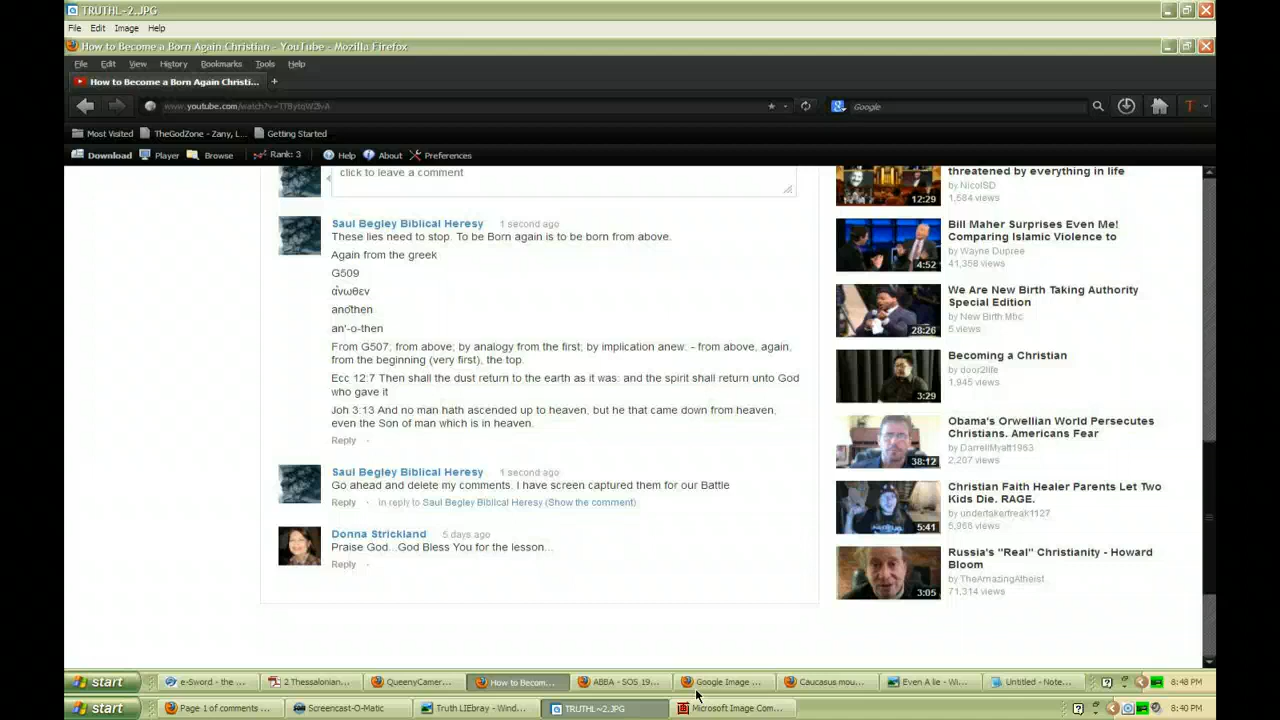 TRUTHL~2.JPG
File Edit Image Help
How to Become a Born Again Christian - YouTube - Mozilla Firefox
File Edit View History Bookmarks Tools Help
How to Become a Born Again Christi... +
Google
Most Visited TheGodZone - Zany, L... Getting Started
Download Player Browse Rank: 3 Help About Preferences
click to leave a comment
Saul Begley Biblical Heresy 1 second ago
These lies need to stop. To be Born again is to be born from above.
Again from the greek
G509
ἄνωθεν
anōthen
an'-o-then
From G507; from above; by analogy from the first; by implication anew: - from above, again,
from the beginning (very first), the top.
Ecc 12:7 Then shall the dust return to the earth as it was: and the spirit shall return unto God
who gave it
Joh 3:13 And no man hath ascended up to heaven, but he that came down from heaven,
even the Son of man which is in heaven.
Reply
Saul Begley Biblical Heresy 1 second ago
Go ahead and delete my comments. I have screen captured them for our Battle
Reply in reply to Saul Begley Biblical Heresy (Show the comment)
Donna Strickland 5 days ago
Praise God...God Bless You for the lesson...
Reply
threatened by everything in life
by NicolSD
1,584 views
12:29
Bill Maher Surprises Even Me!
Comparing Islamic Violence to
by Wayne Dupree
41,358 views
4:52
We Are New Birth Taking Authority
Special Edition
by New Birth Mbc
5 views
28:26
Becoming a Christian
by door2life
1,945 views
3:29
Obama's Orwellian World Persecutes
Christians. Americans Fear
by DarrellMyatt1963
2,207 views
38:12
Christian Faith Healer Parents Let Two
Kids Die. RAGE.
by undertakerfreak1127
5,966 views
5:41
Russia's "Real" Christianity - Howard
Bloom
by TheAmazingAtheist
71,314 views
3:05
start e-Sword - the ... 2 Thessalonian... QueenyCamer... How to Becom... ABBA - SOS 19... Google Image ... Caucasus mou... Even A lie - Wi... Untitled - Note... 8:48 PM
start Page 1 of comments ... Screencast-O-Matic Truth LIEbray - Wind... TRUTHL~2.JPG Microsoft Image Com... 8:40 PM